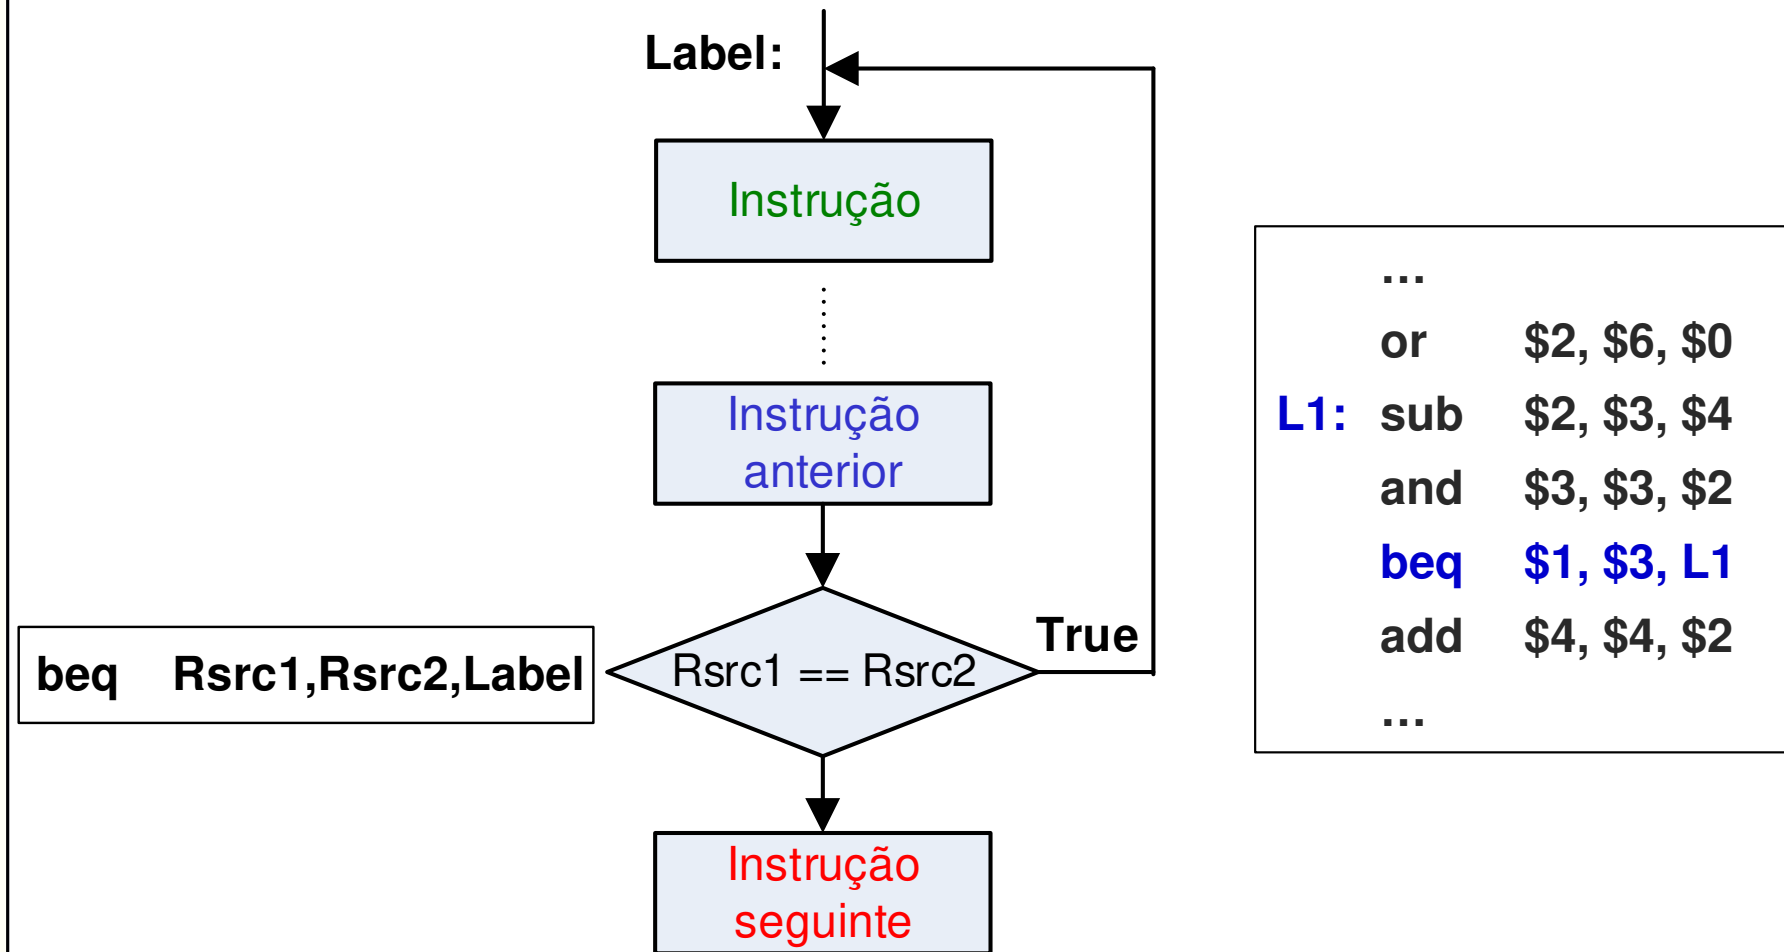 Label:
Instrução
Instrução
anterior
True
beq Rsrc1,Rsrc2,Label
Rsrc1 == Rsrc2
Instrução
seguinte
...
or $2, $6, $0
L1: sub $2, $3, $4
and $3, $3, $2
beq $1, $3, L1
add $4, $4, $2
...